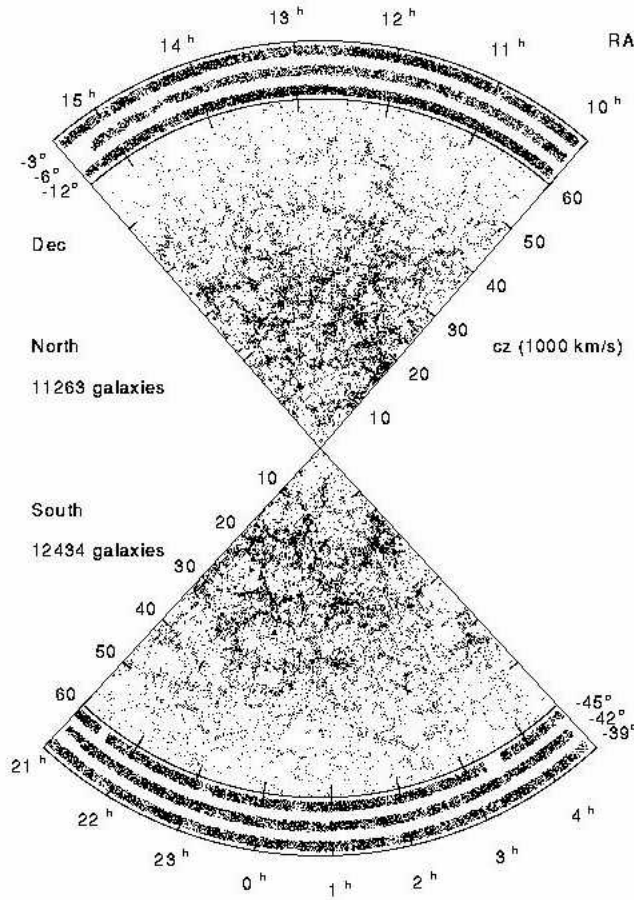 13 h
12 h
14 h
11 h
RA
15 h
10 h
-3°
-6°
-12°
60
Dec
50
40
North
30
cz (1000 km/s)
11263 galaxies
20
10
10
South
20
12434 galaxies
30
40
50
60
-45°
-42°
-39°
21 h
22 h
4 h
23 h
3 h
0 h
1 h
2 h